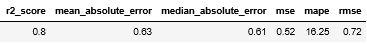 r2_score mean_absolute_error median_absolute_error mse mape rmse
0.8 0.63 0.61 0.52 16.25 0.72